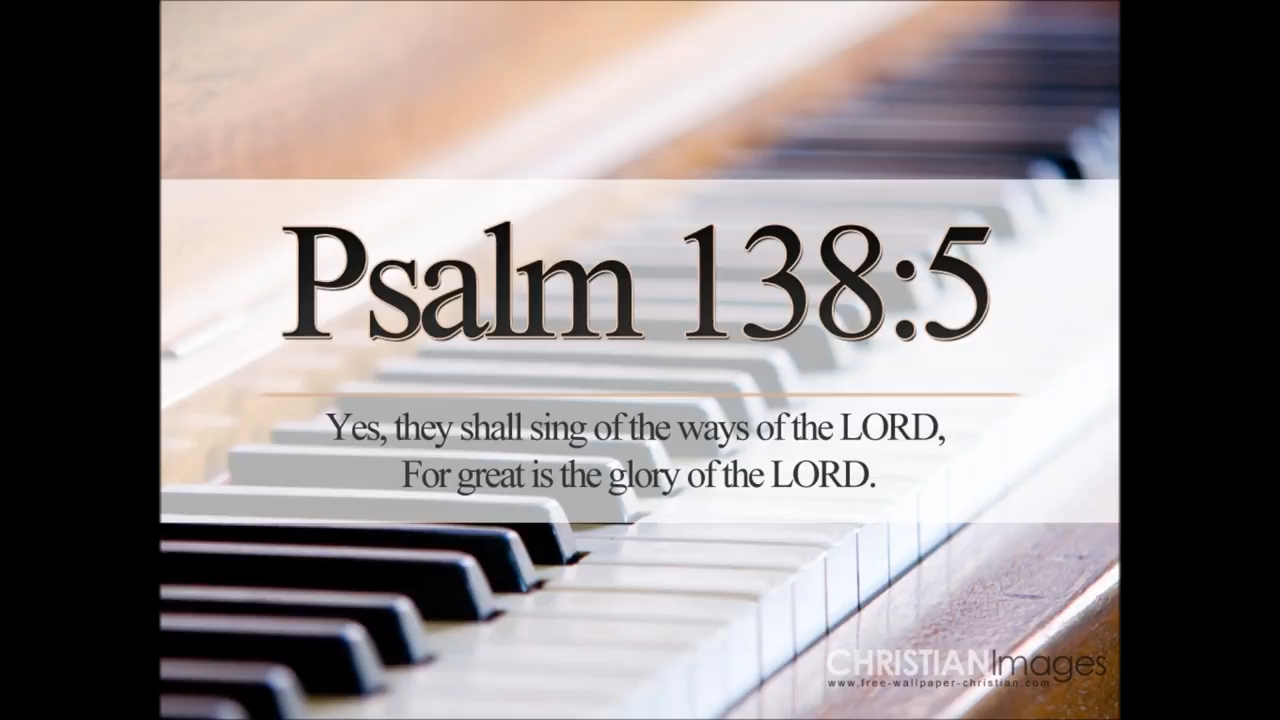 Psalm 138:5
Yes, they shall sing of the ways of the LORD,
For great is the glory of the LORD.
CHRISTIANImages
www.free-wallpaper-christian.com